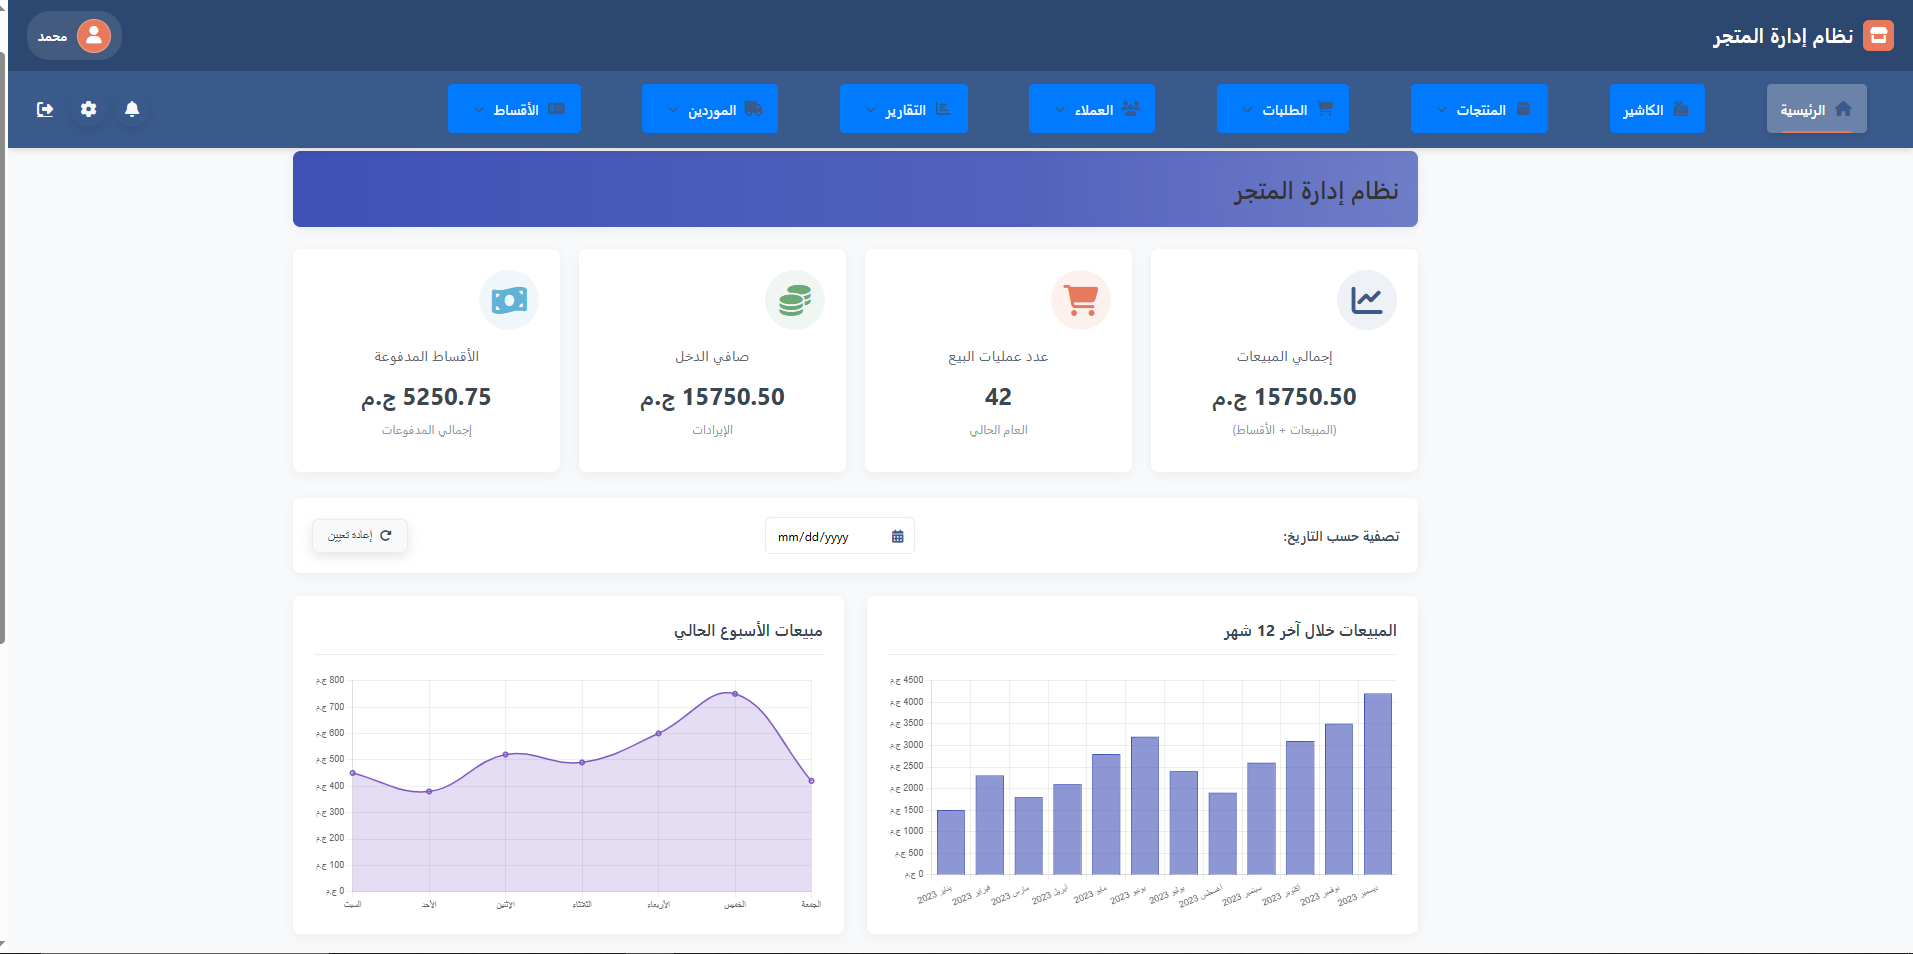 نظام إدارة المتجر
محمد
الرئيسية
الكاشير
المنتجات
الطلبات
العملاء
التقارير
الموردين
الأقساط
نظام إدارة المتجر
إجمالي المبيعات
15750.50 ج.م
(المبيعات + الأقساط)
عدد عمليات البيع
42
العام الحالي
صافي الدخل
15750.50 ج.م
الإيرادات
الأقساط المدفوعة
5250.75 ج.م
إجمالي المدفوعات
تصفية حسب التاريخ:
mm/dd/yyyy
إعادة تعيين
المبيعات خلال آخر 12 شهر
4500 ج.م
4000 ج.م
3500 ج.م
3000 ج.م
2500 ج.م
2000 ج.م
1500 ج.م
1000 ج.م
500 ج.م
0 ج.م
يناير 2023
فبراير 2023
مارس 2023
أبريل 2023
مايو 2023
يونيو 2023
يوليو 2023
أغسطس 2023
سبتمبر 2023
أكتوبر 2023
نوفمبر 2023
ديسمبر 2023
مبيعات الأسبوع الحالي
800 ج.م
700 ج.م
600 ج.م
500 ج.م
400 ج.م
300 ج.م
200 ج.م
100 ج.م
0 ج.م
السبت
الأحد
الإثنين
الثلاثاء
الأربعاء
الخميس
الجمعة